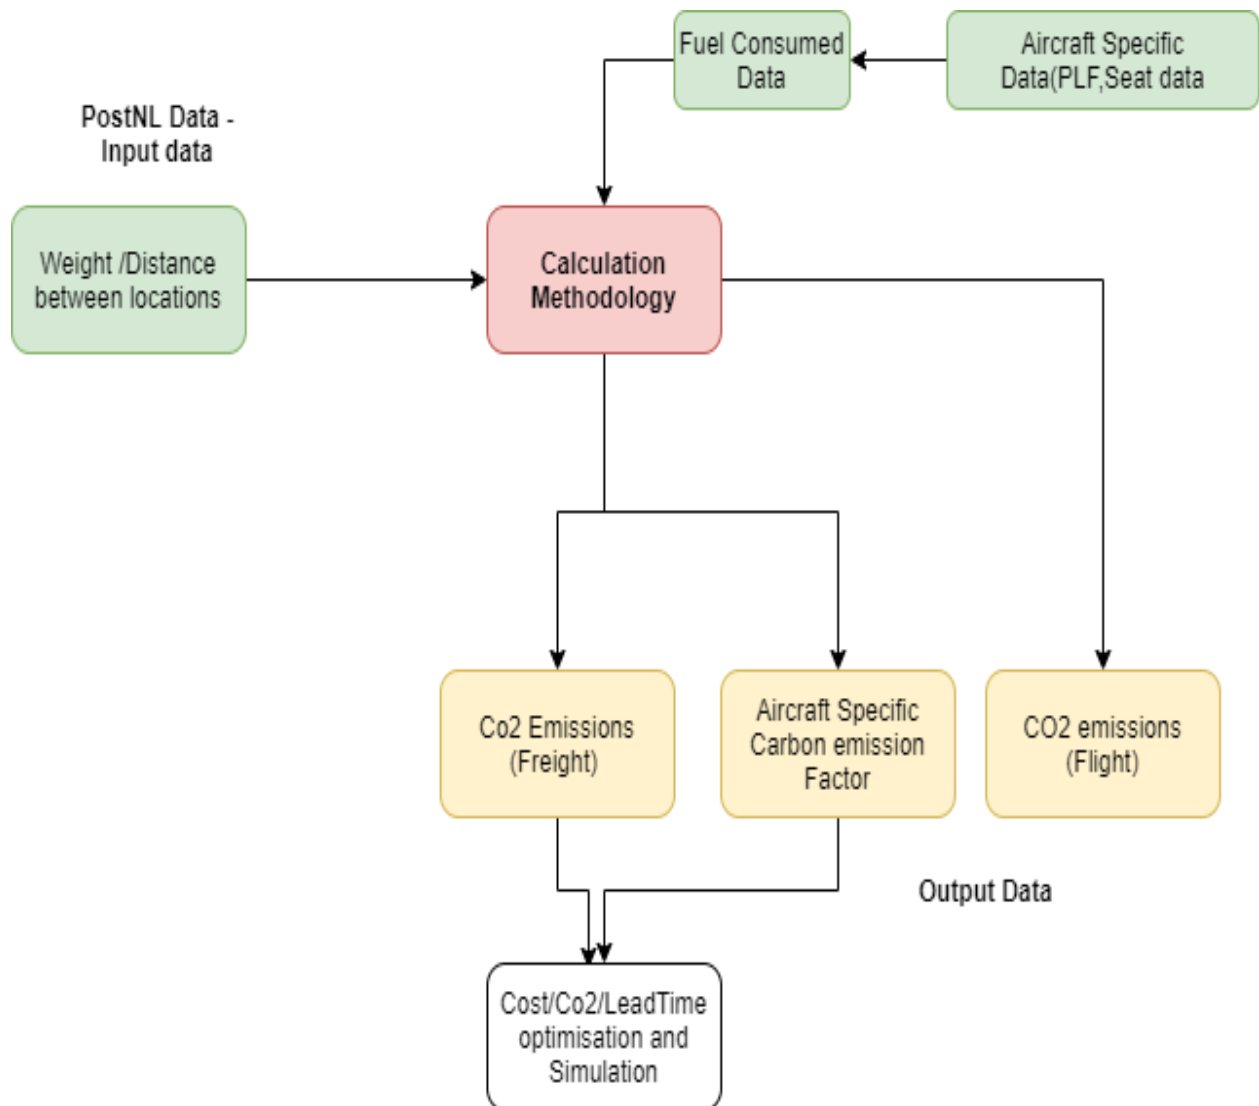 Fuel Consumed
Data
Aircraft Specific
Data(PLF,Seat data
PostNL Data -
Input data
Weight /Distance
between locations
Calculation
Methodology
Co2 Emissions
(Freight)
Aircraft Specific
Carbon emission
Factor
CO2 emissions
(Flight)
Output Data
Cost/Co2/LeadTime
optimisation and
Simulation